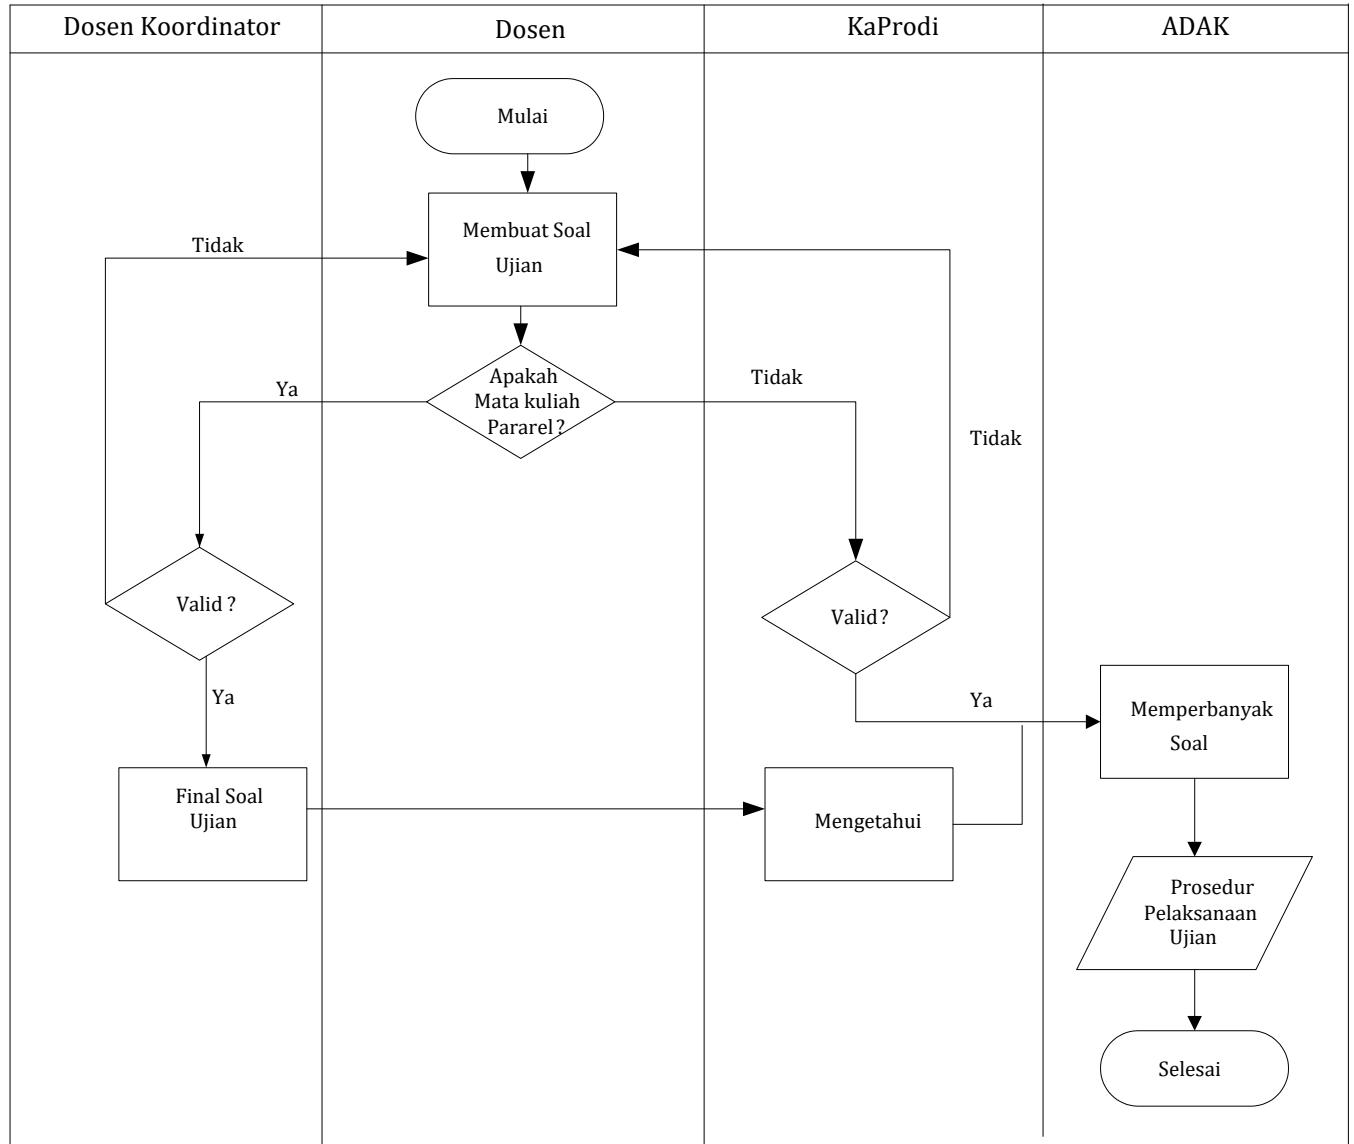 Dosen Koordinator
Dosen
KaProdi
ADAK
Mulai
Membuat Soal
Ujian
Tidak
Apakah
Mata kuliah
Pararel?
Ya
Tidak
Tidak
Valid ?
Valid?
Ya
Ya
Memperbanyak
Soal
Final Soal
Ujian
Mengetahui
Prosedur
Pelaksanaan
Ujian
Selesai